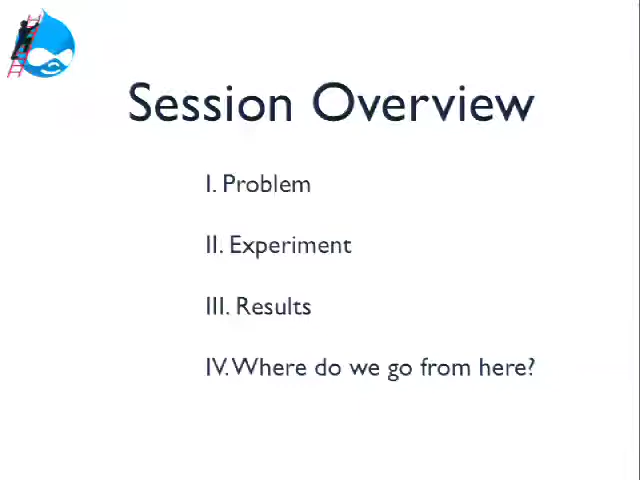 Session Overview
I. Problem
II. Experiment
III. Results
IV. Where do we go from here?